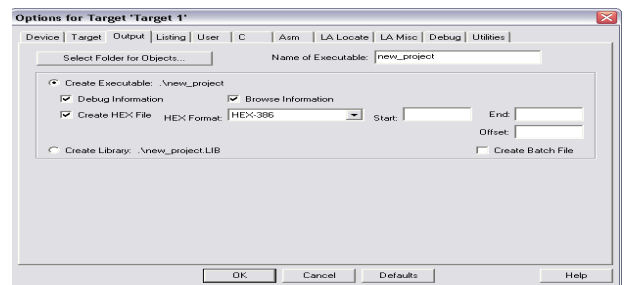 Options for Target 'Target 1'
Device Target Output Listing User C Asm LA Locate LA Misc Debug Utilities
Select Folder for Objects... Name of Executable: new_project
Create Executable: .\new_project
Debug Information Browse Information
Create HEX File HEX Format: HEX-386 Start: End:
Offset:
Create Library: .\new_project.LIB Create Batch File
OK Cancel Defaults Help